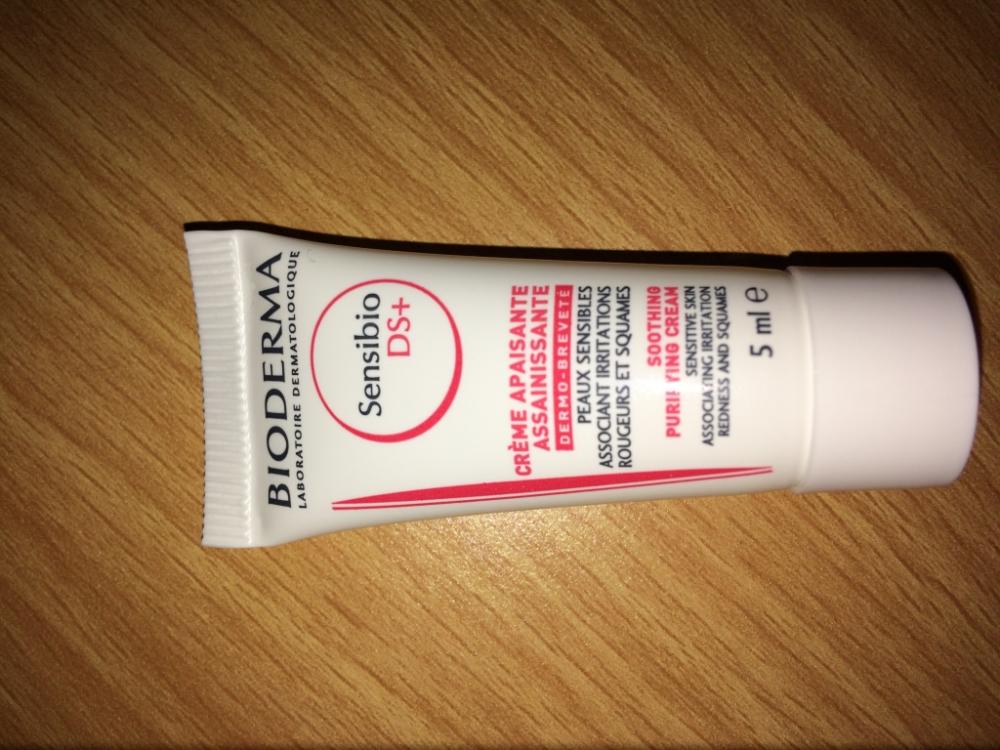 BIODERMA
LABORATOIRE DERMATOLOGIQUE
Sensibio
DS+
CRÈME APAISANTE
ASSAINISSANTE
DERMO-BREVETÉ
PEAUX SENSIBLES
ASSOCIANT IRRITATIONS
ROUGEURS ET SQUAMES
SOOTHING
PURIFYING CREAM
SENSITIVE SKIN
ASSOCIATING IRRITATION
REDNESS AND SQUAMES
5 ml e